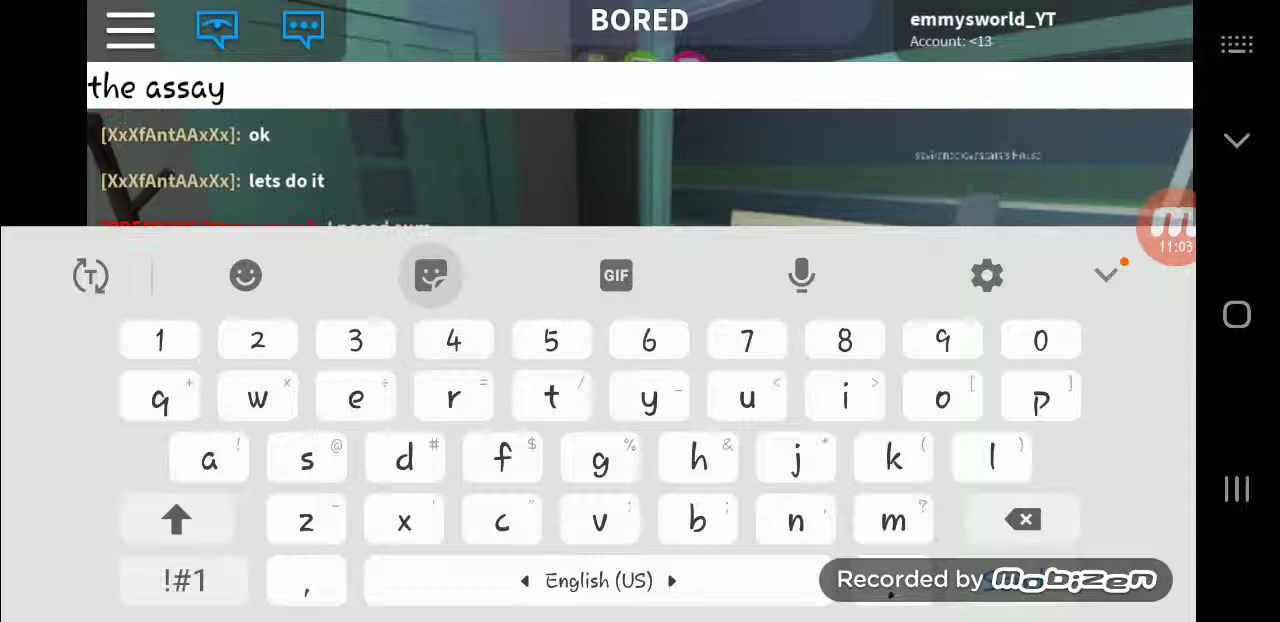 BORED
emmysworld_YT
Account: <13
the assay
[XxXfAntAAxXx]: ok
[XxXfAntAAxXx]: lets do it
11:03
GIF
1 2 3 4 5 6 7 8 9 0
q + w × e ÷ r = t / y _ u < i > o [ p ]
a ! s @ d # f $ g % h & j * k ( l )
z - x ' c " v : b ; n , m ?
!#1 , English (US) .
Recorded by mobizen